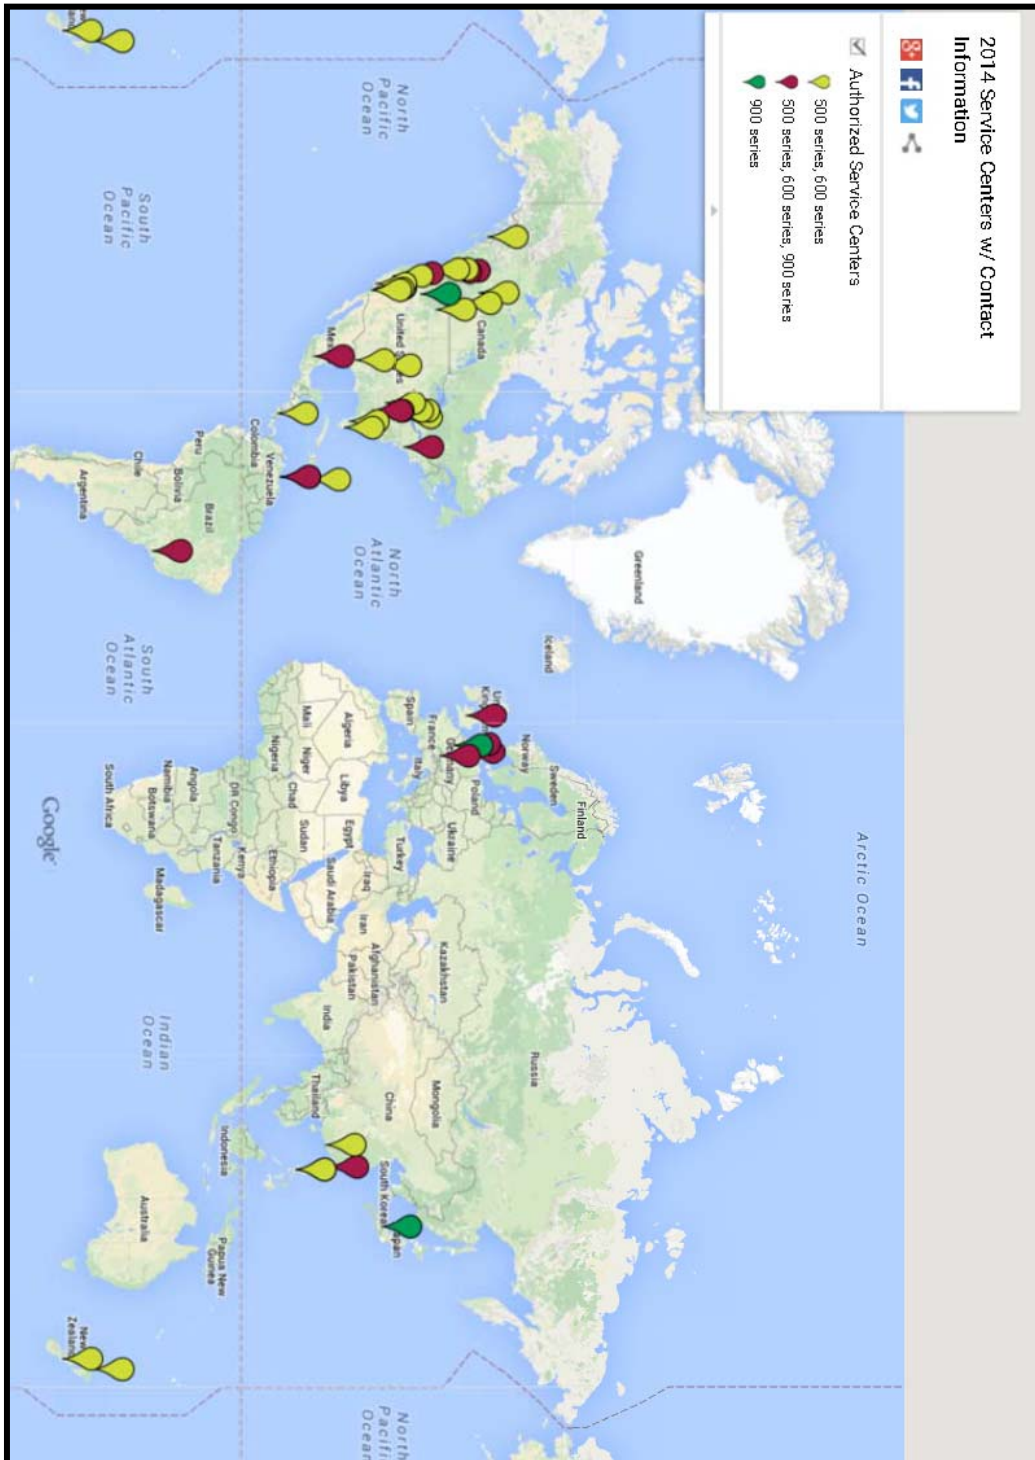 2014 Service Centers w/ Contact
Information
Authorized Service Centers
500 series, 600 series
500 series, 600 series, 900 series
900 series
Arctic Ocean
Greenland
Iceland
Norway
Sweden
Finland
Russia
Canada
United States
North
Pacific
Ocean
North
Atlantic
Ocean
Spain
France
Germany
Italy
Poland
Ukraine
Turkey
Kazakhstan
Mongolia
China
South Korea
Afghanistan
Pakistan
Iran
Iraq
India
Thailand
Algeria
Libya
Egypt
Saudi Arabia
Mali
Niger
Chad
Sudan
Nigeria
Ethiopia
DR Congo
Kenya
Tanzania
Angola
Namibia
Botswana
Madagascar
South Africa
Venezuela
Colombia
Peru
Brazil
Bolivia
Chile
Argentina
South
Pacific
Ocean
South
Atlantic
Ocean
Indian
Ocean
Indonesia
Papua New
Guinea
Australia
New
Zealand
North
Pacific
Ocean
Google